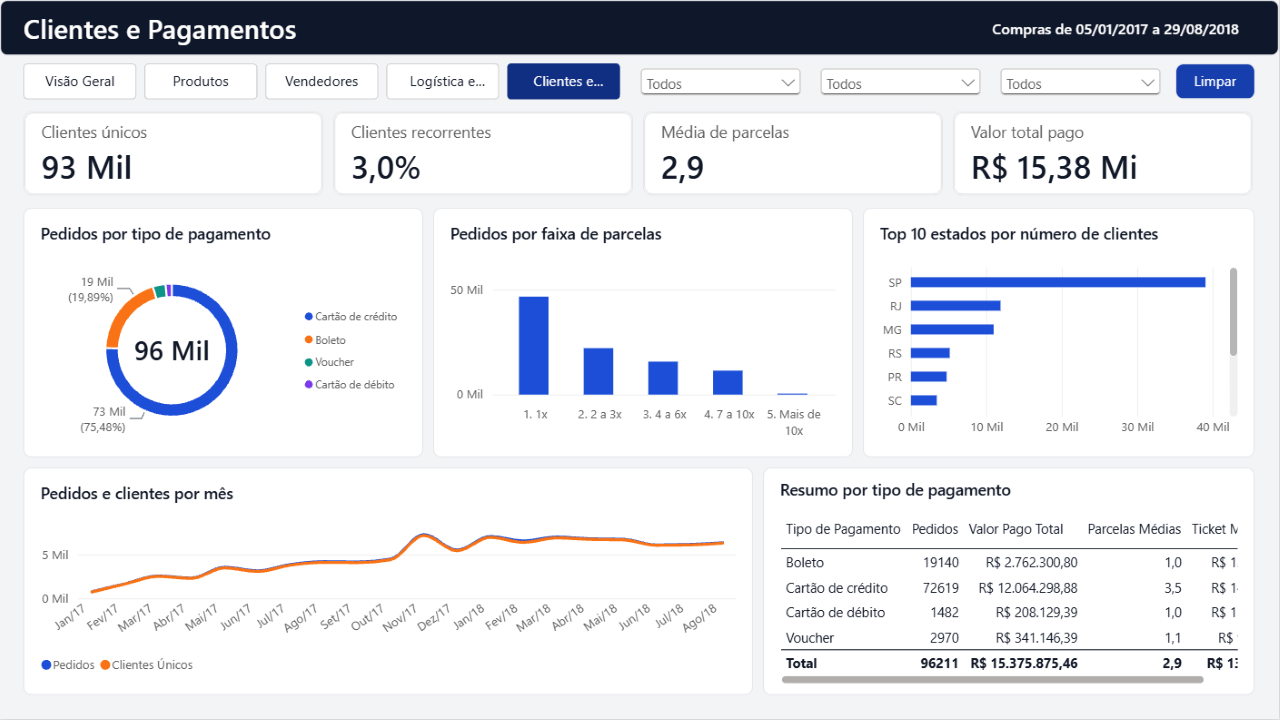 Clientes e Pagamentos
Compras de 05/01/2017 a 29/08/2018
Visão Geral
Produtos
Vendedores
Logística e...
Clientes e...
Todos
Todos
Todos
Limpar
Clientes únicos
93 Mil
Clientes recorrentes
3,0%
Média de parcelas
2,9
Valor total pago
R$ 15,38 Mi
Pedidos por tipo de pagamento
19 Mil
(19,89%)
96 Mil
73 Mil
(75,48%)
Cartão de crédito
Boleto
Voucher
Cartão de débito
Pedidos por faixa de parcelas
50 Mil
0 Mil
1. 1x
2. 2 a 3x
3. 4 a 6x
4. 7 a 10x
5. Mais de
10x
Top 10 estados por número de clientes
SP
RJ
MG
RS
PR
SC
0 Mil
10 Mil
20 Mil
30 Mil
40 Mil
Pedidos e clientes por mês
5 Mil
0 Mil
Jan/17
Fev/17
Mar/17
Abr/17
Mai/17
Jun/17
Jul/17
Ago/17
Set/17
Out/17
Nov/17
Dez/17
Jan/18
Fev/18
Mar/18
Abr/18
Mai/18
Jun/18
Jul/18
Ago/18
Pedidos
Clientes Únicos
Resumo por tipo de pagamento
Tipo de Pagamento Pedidos Valor Pago Total Parcelas Médias Ticket
Boleto 19140 R$ 2.762.300,80 1,0 R$
Cartão de crédito 72619 R$ 12.064.298,88 3,5 R$
Cartão de débito 1482 R$ 208.129,39 1,0 R$
Voucher 2970 R$ 341.146,39 1,1 R$
Total 96211 R$ 15.375.875,46 2,9 R$